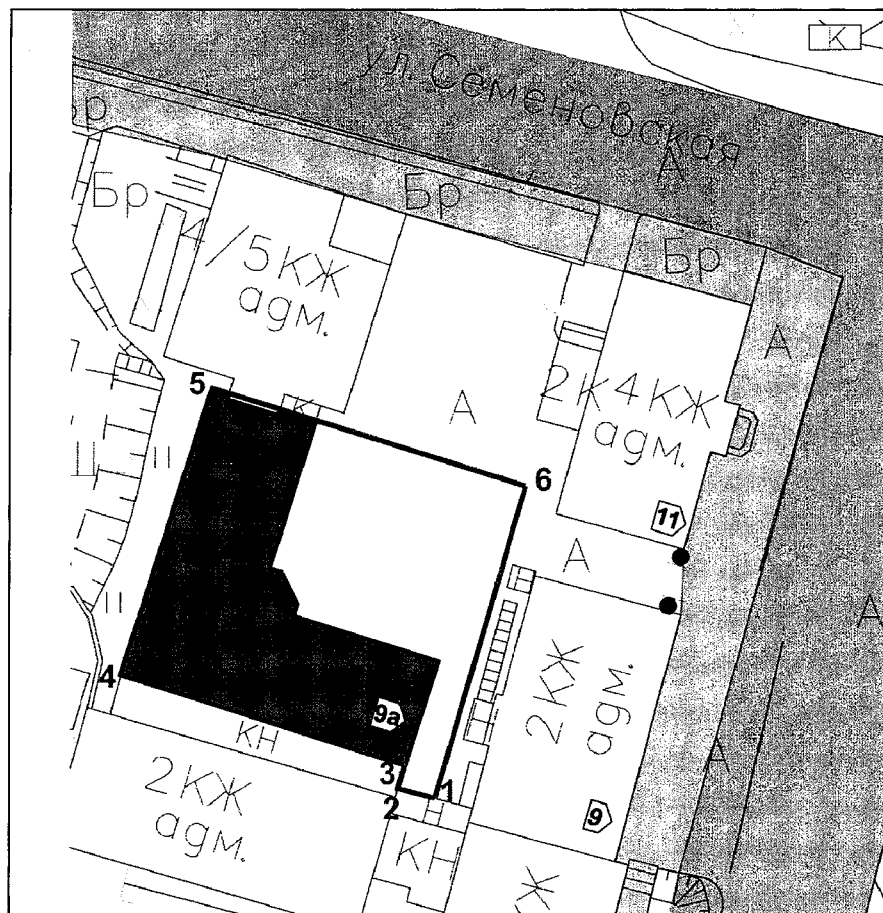 К
ул. Семеновская
А
Бр
Бр
Бр
Бр
4/5КЖ
адм.
А
5
К
А
2К4КЖ
адм.
6
11
А
А
9а
4
КН
3
2
1
2КЖ
адм.
2КЖ
адм.
А
9
КН
Ж